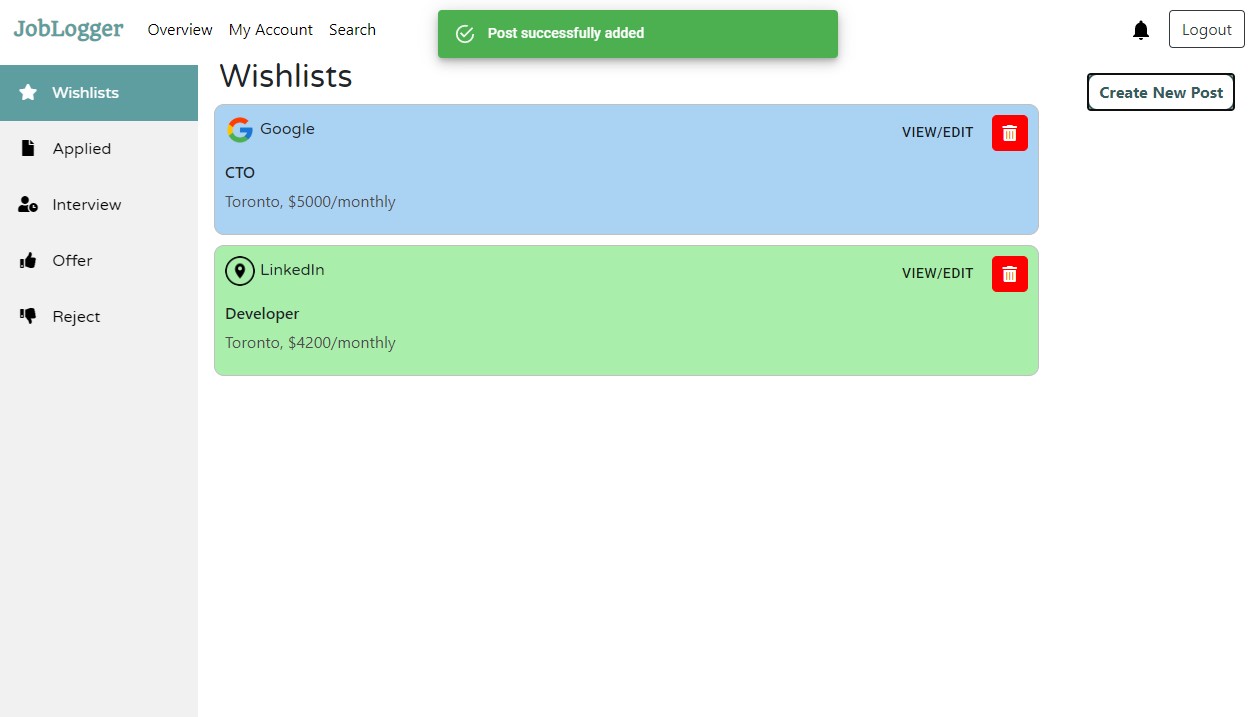 JobLogger Overview My Account Search Post successfully added Logout
Wishlists
Applied
Interview
Offer
Reject
Wishlists
Create New Post
Google VIEW/EDIT
CTO
Toronto, $5000/monthly
LinkedIn VIEW/EDIT
Developer
Toronto, $4200/monthly